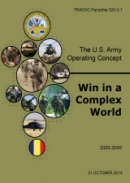 TRADOC Pamphlet 525-3-1
The U.S. Army
Operating Concept
Win in a
Complex
World
2020-2040
31 OCTOBER 2014